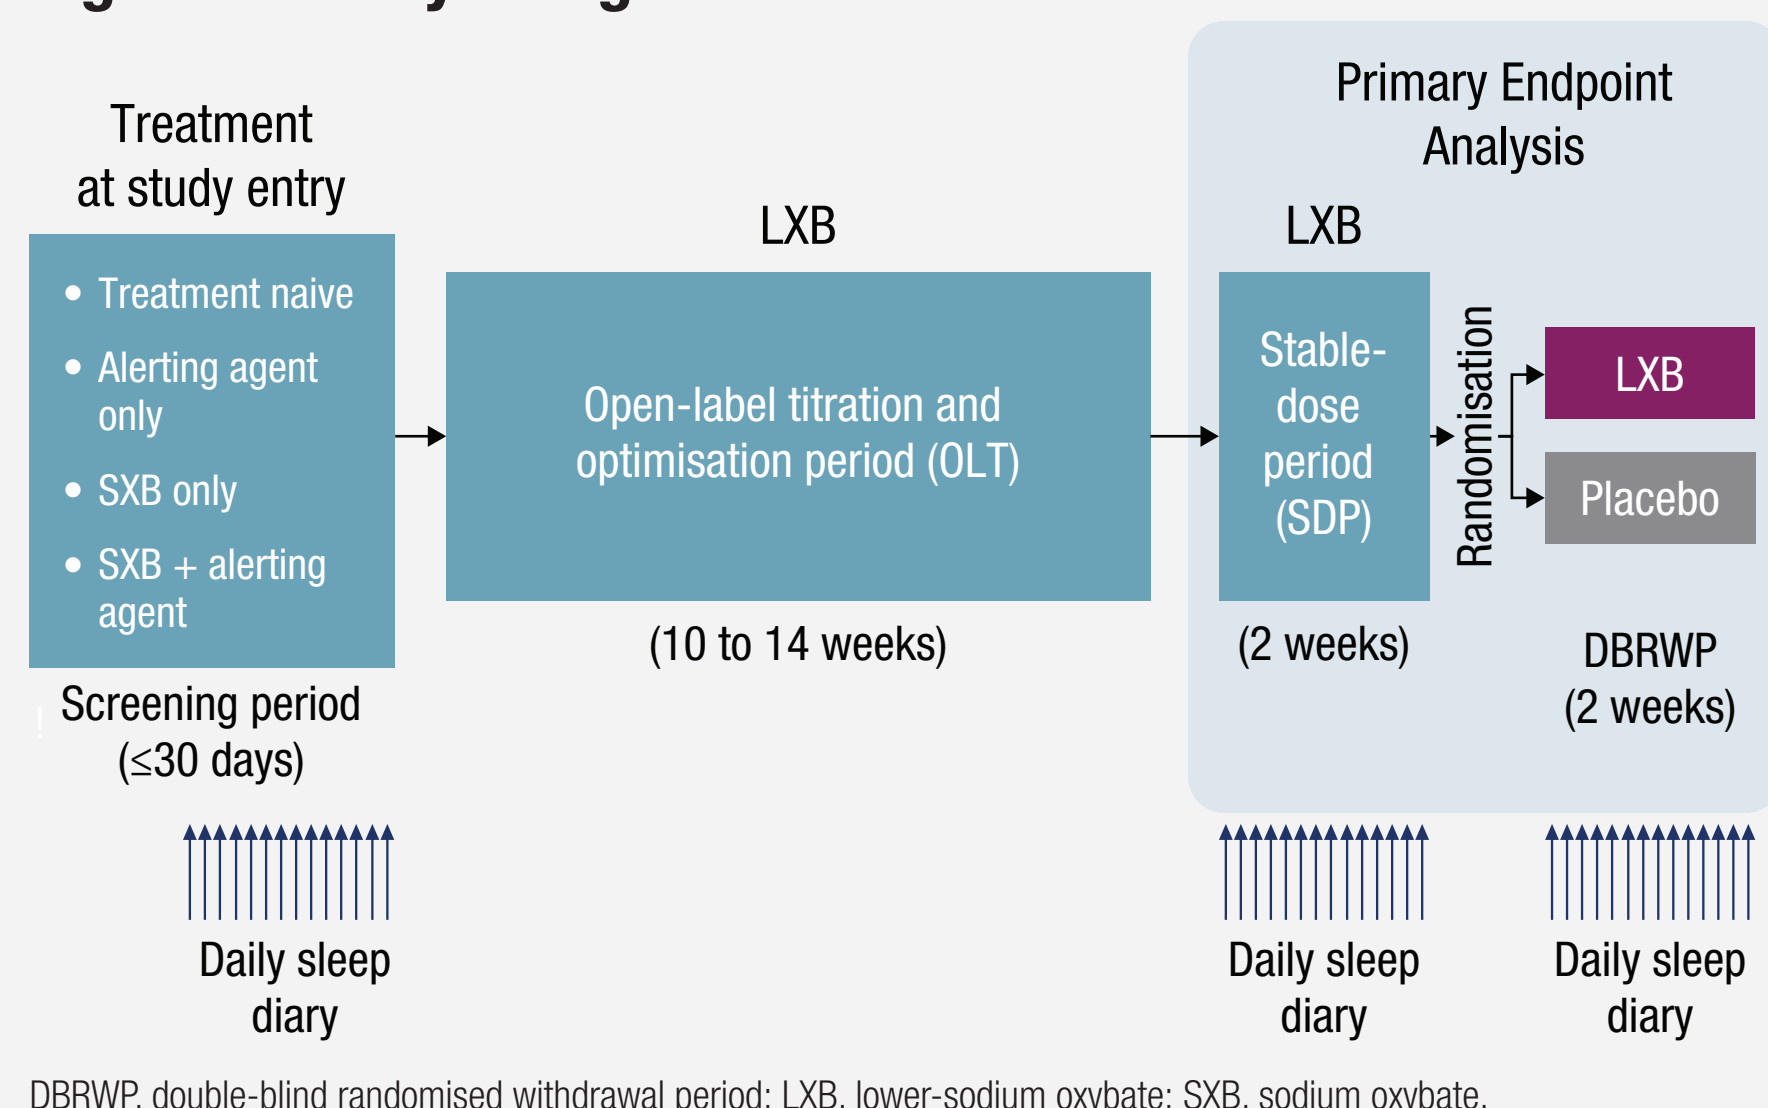 Treatment
at study entry
• Treatment naive
• Alerting agent
only
• SXB only
• SXB + alerting
agent
Screening period
(≤30 days)
Daily sleep
diary
LXB
Open-label titration and
optimisation period (OLT)
(10 to 14 weeks)
Primary Endpoint
Analysis
LXB
Stable-
dose
period
(SDP)
(2 weeks)
Daily sleep
diary
Randomisation
LXB
Placebo
DBRWP
(2 weeks)
Daily sleep
diary
DBRWP, double-blind randomised withdrawal period; LXB, lower-sodium oxybate; SXB, sodium oxybate.